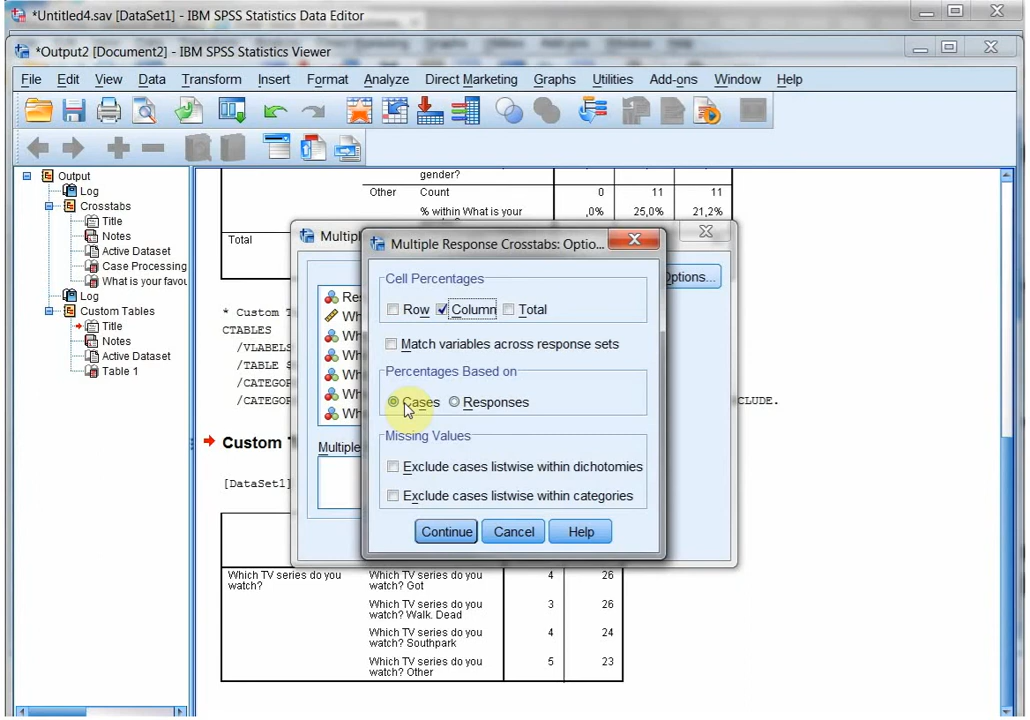 *Untitled4.sav [DataSet1] - IBM SPSS Statistics Data Editor
*Output2 [Document2] - IBM SPSS Statistics Viewer
File Edit View Data Transform Insert Format Analyze Direct Marketing Graphs Utilities Add-ons Window Help
Output
Log
Crosstabs
Title
Notes
Active Dataset
Case Processing
What is your favou
Log
Custom Tables
Title
Notes
Active Dataset
Table 1
gender?
Other Count 0 11 11
% within What is your ,0% 25,0% 21,2%
Total
* Custom T
CTABLES
/VLABELS
/TABLE $
/CATEGOR
/CATEGOR CLUDE.
Custom
[DataSet1]
Which TV series do you watch? Which TV series do you watch? Got 4 26
Which TV series do you watch? Walk. Dead 3 26
Which TV series do you watch? Southpark 4 24
Which TV series do you watch? Other 5 23
Multipl
Re
Wh
Wh
Wh
Wh
Wh
Wh
Multiple
Options...
Multiple Response Crosstabs: Optio...
Cell Percentages
Row Column Total
Match variables across response sets
Percentages Based on
Cases Responses
Missing Values
Exclude cases listwise within dichotomies
Exclude cases listwise within categories
Continue Cancel Help